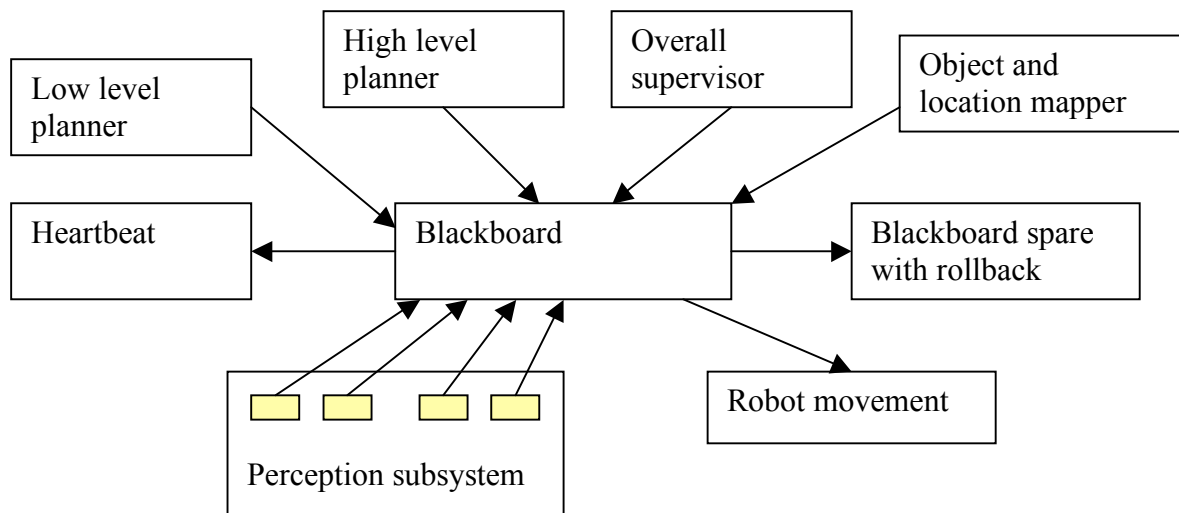 High level
planner
Overall
supervisor
Object and
location mapper
Low level
planner
Heartbeat
Blackboard
Blackboard spare
with rollback
Robot movement
Perception subsystem